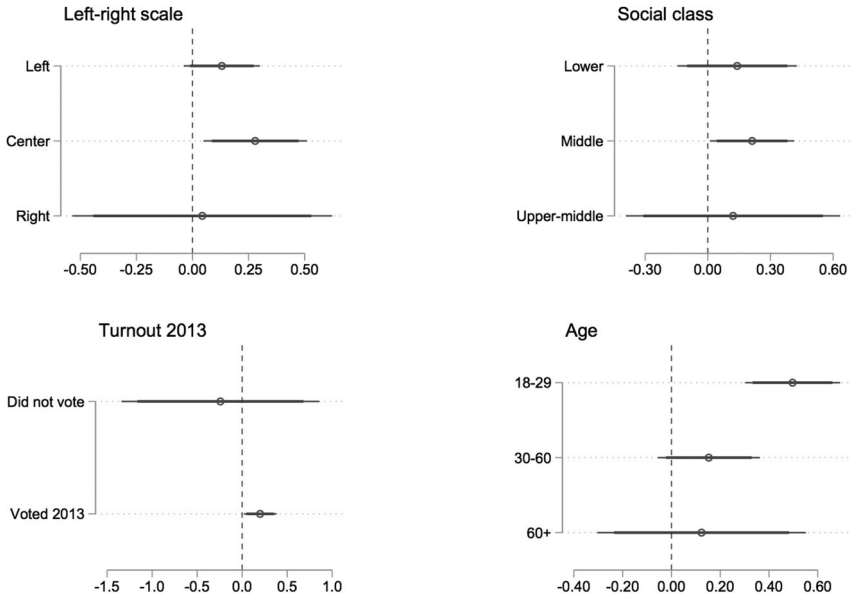 Left-right scale
Left
Center
Right
-0.50 -0.25 0.00 0.25 0.50
Social class
Lower
Middle
Upper-middle
-0.30 0.00 0.30 0.60
Turnout 2013
Did not vote
Voted 2013
-1.5 -1.0 -0.5 0.0 0.5 1.0
Age
18-29
30-60
60+
-0.40 -0.20 0.00 0.20 0.40 0.60